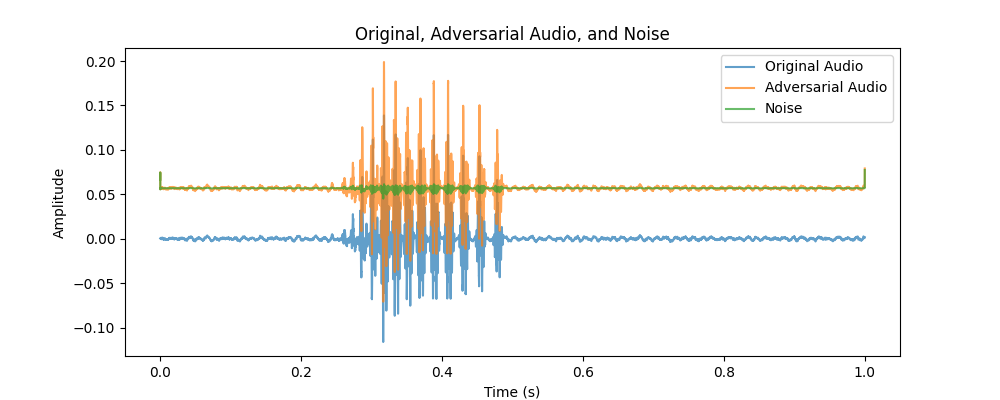 Original, Adversarial Audio, and Noise
Original Audio
Adversarial Audio
Noise
Amplitude
0.20
0.15
0.10
0.05
0.00
−0.05
−0.10
0.0 0.2 0.4 0.6 0.8 1.0
Time (s)